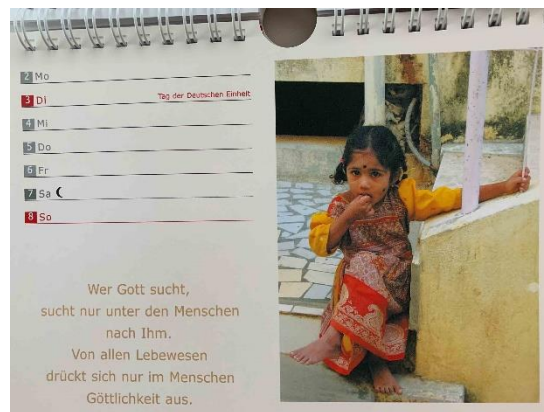 2 Mo
3 Di Tag der Deutschen Einheit
4 Mi
5 Do
6 Fr
7 Sa
8 So
Wer Gott sucht,
sucht nur unter den Menschen
nach Ihm.
Von allen Lebewesen
drückt sich nur im Menschen
Göttlichkeit aus.